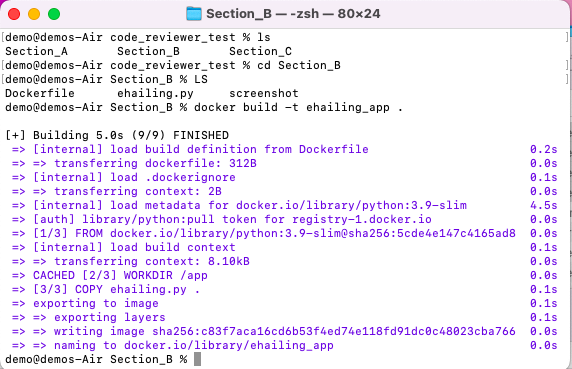 Section_B — -zsh — 80×24
[demo@demos-Air code_reviewer_test % ls ]
Section_A Section_B Section_C
[demo@demos-Air code_reviewer_test % cd Section_B ]
[demo@demos-Air Section_B % LS ]
Dockerfile ehailing.py screenshot
demo@demos-Air Section_B % docker build -t ehailing_app .
[+] Building 5.0s (9/9) FINISHED
=> [internal] load build definition from Dockerfile 0.2s
=> => transferring dockerfile: 312B 0.0s
=> [internal] load .dockerignore 0.1s
=> => transferring context: 2B 0.0s
=> [internal] load metadata for docker.io/library/python:3.9-slim 4.5s
=> [auth] library/python:pull token for registry-1.docker.io 0.0s
=> [1/3] FROM docker.io/library/python:3.9-slim@sha256:5cde4e147c4165ad8 0.0s
=> [internal] load build context 0.1s
=> => transferring context: 8.10kB 0.0s
=> CACHED [2/3] WORKDIR /app 0.0s
=> [3/3] COPY ehailing.py . 0.1s
=> exporting to image 0.1s
=> => exporting layers 0.1s
=> => writing image sha256:c83f7aca16cd6b53f4ed74e118fd91dc0c48023cba766 0.0s
=> => naming to docker.io/library/ehailing_app 0.0s
demo@demos-Air Section_B %